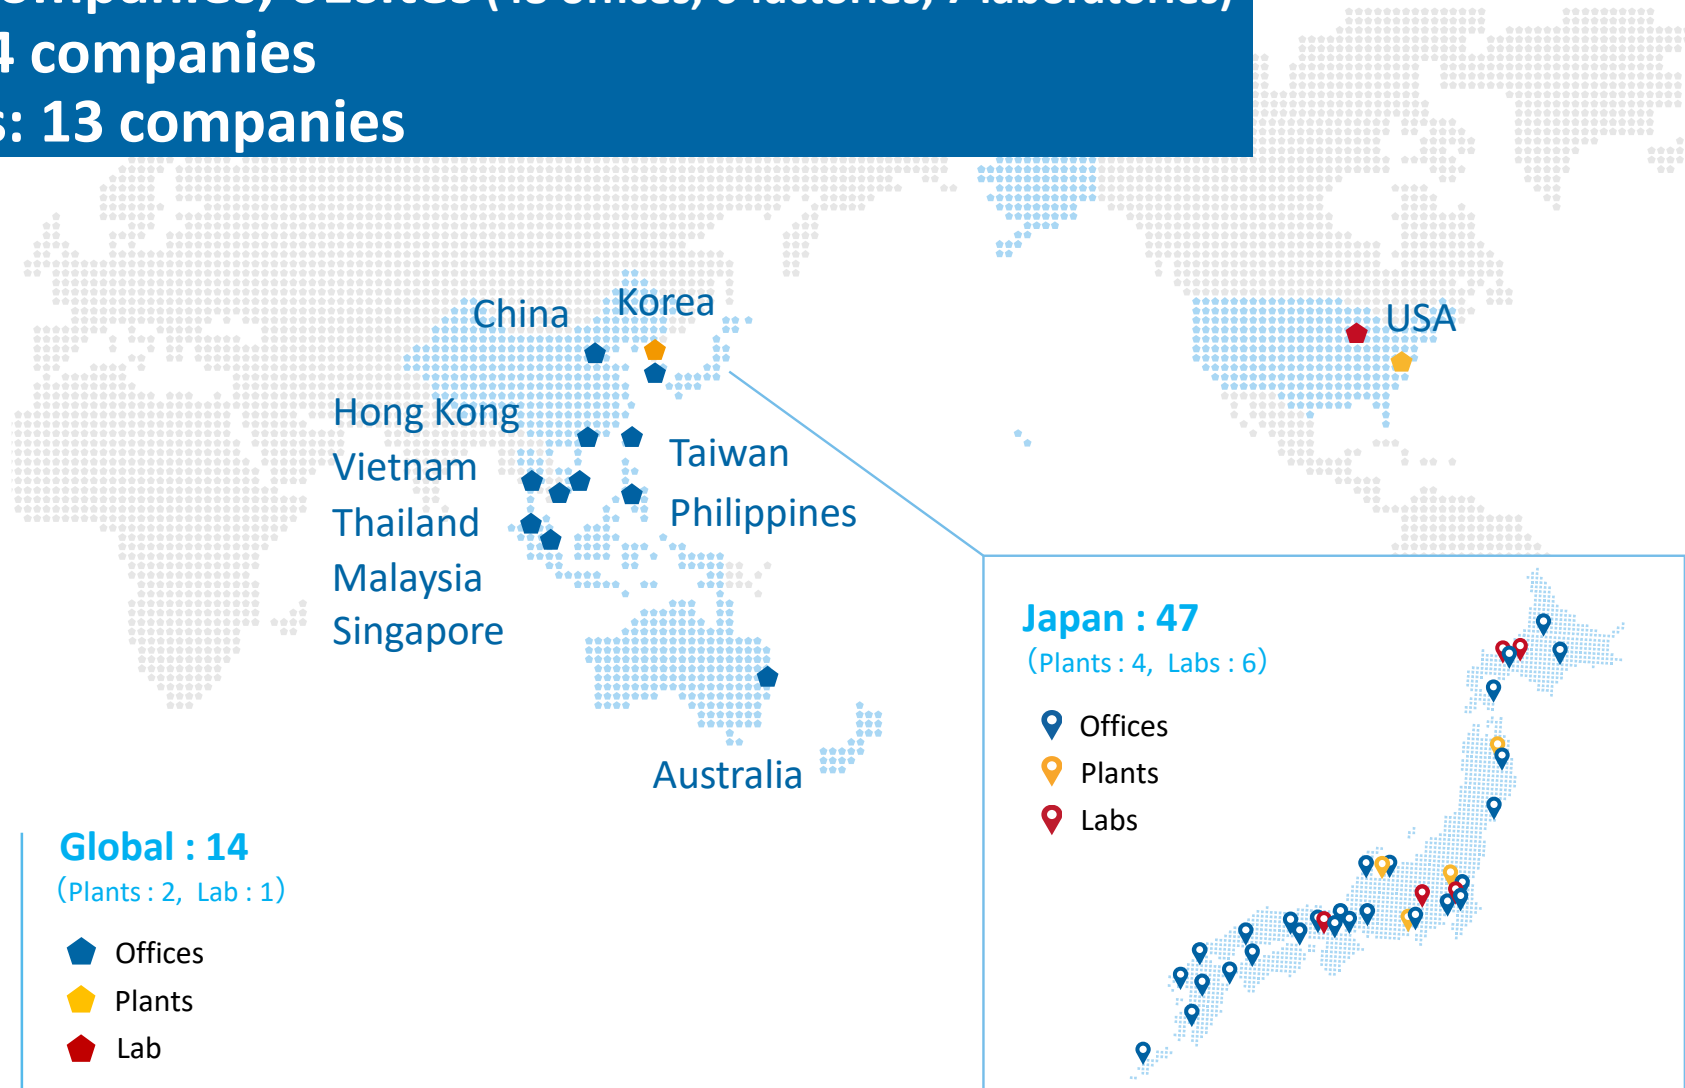 4 companies
s: 13 companies
China
Korea
USA
Hong Kong
Vietnam
Taiwan
Thailand
Philippines
Malaysia
Singapore
Australia
Japan : 47
(Plants : 4, Labs : 6)
Offices
Plants
Labs
Global : 14
(Plants : 2, Lab : 1)
Offices
Plants
Lab